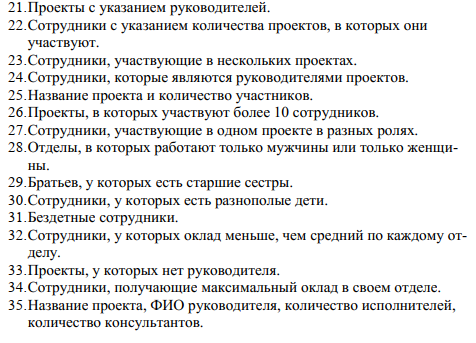 21.Проекты с указанием руководителей.
22.Сотрудники с указанием количества проектов, в которых они
участвуют.
23.Сотрудники, участвующие в нескольких проектах.
24.Сотрудники, которые являются руководителями проектов.
25.Название проекта и количество участников.
26.Проекты, в которых участвуют более 10 сотрудников.
27.Сотрудники, участвующие в одном проекте в разных ролях.
28.Отделы, в которых работают только мужчины или только женщи-
ны.
29.Братьев, у которых есть старшие сестры.
30.Сотрудники, у которых есть разнополые дети.
31.Бездетные сотрудники.
32.Сотрудники, у которых оклад меньше, чем средний по каждому от-
делу.
33.Проекты, у которых нет руководителя.
34.Сотрудники, получающие максимальный оклад в своем отделе.
35.Название проекта, ФИО руководителя, количество исполнителей,
количество консультантов.